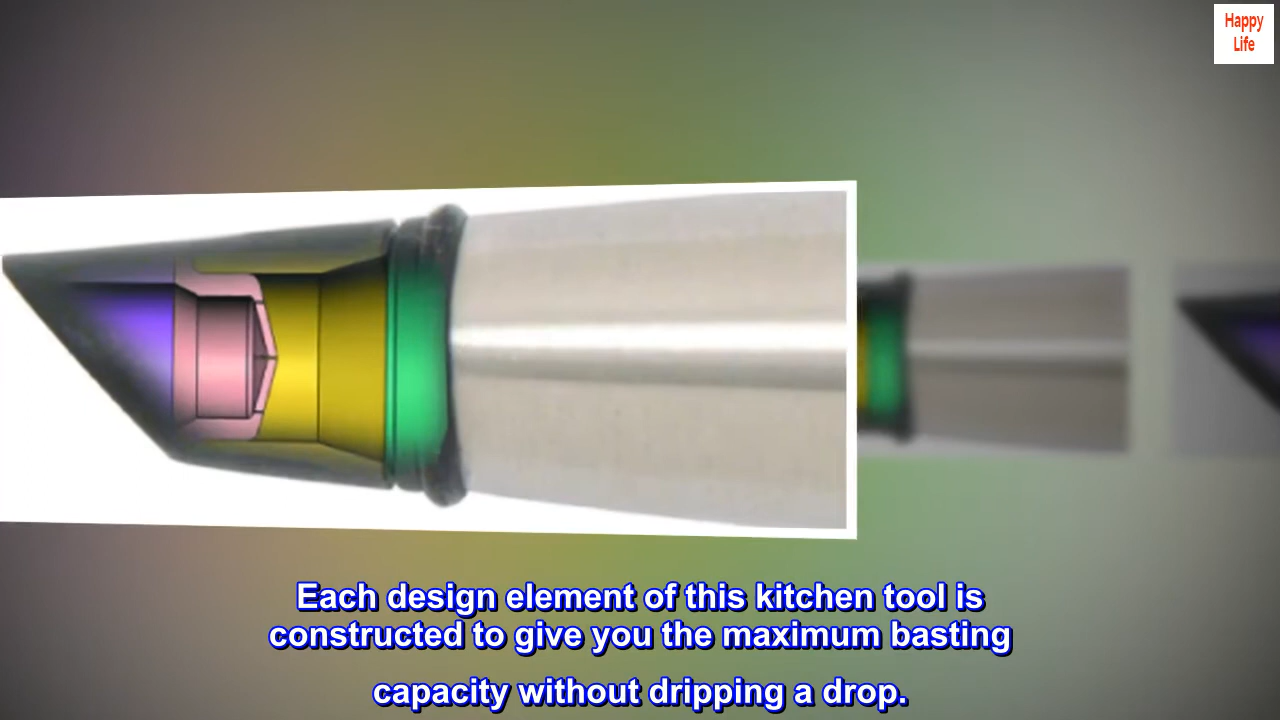 Happy
Life
Each design element of this kitchen tool is
constructed to give you the maximum basting
capacity without dripping a drop.